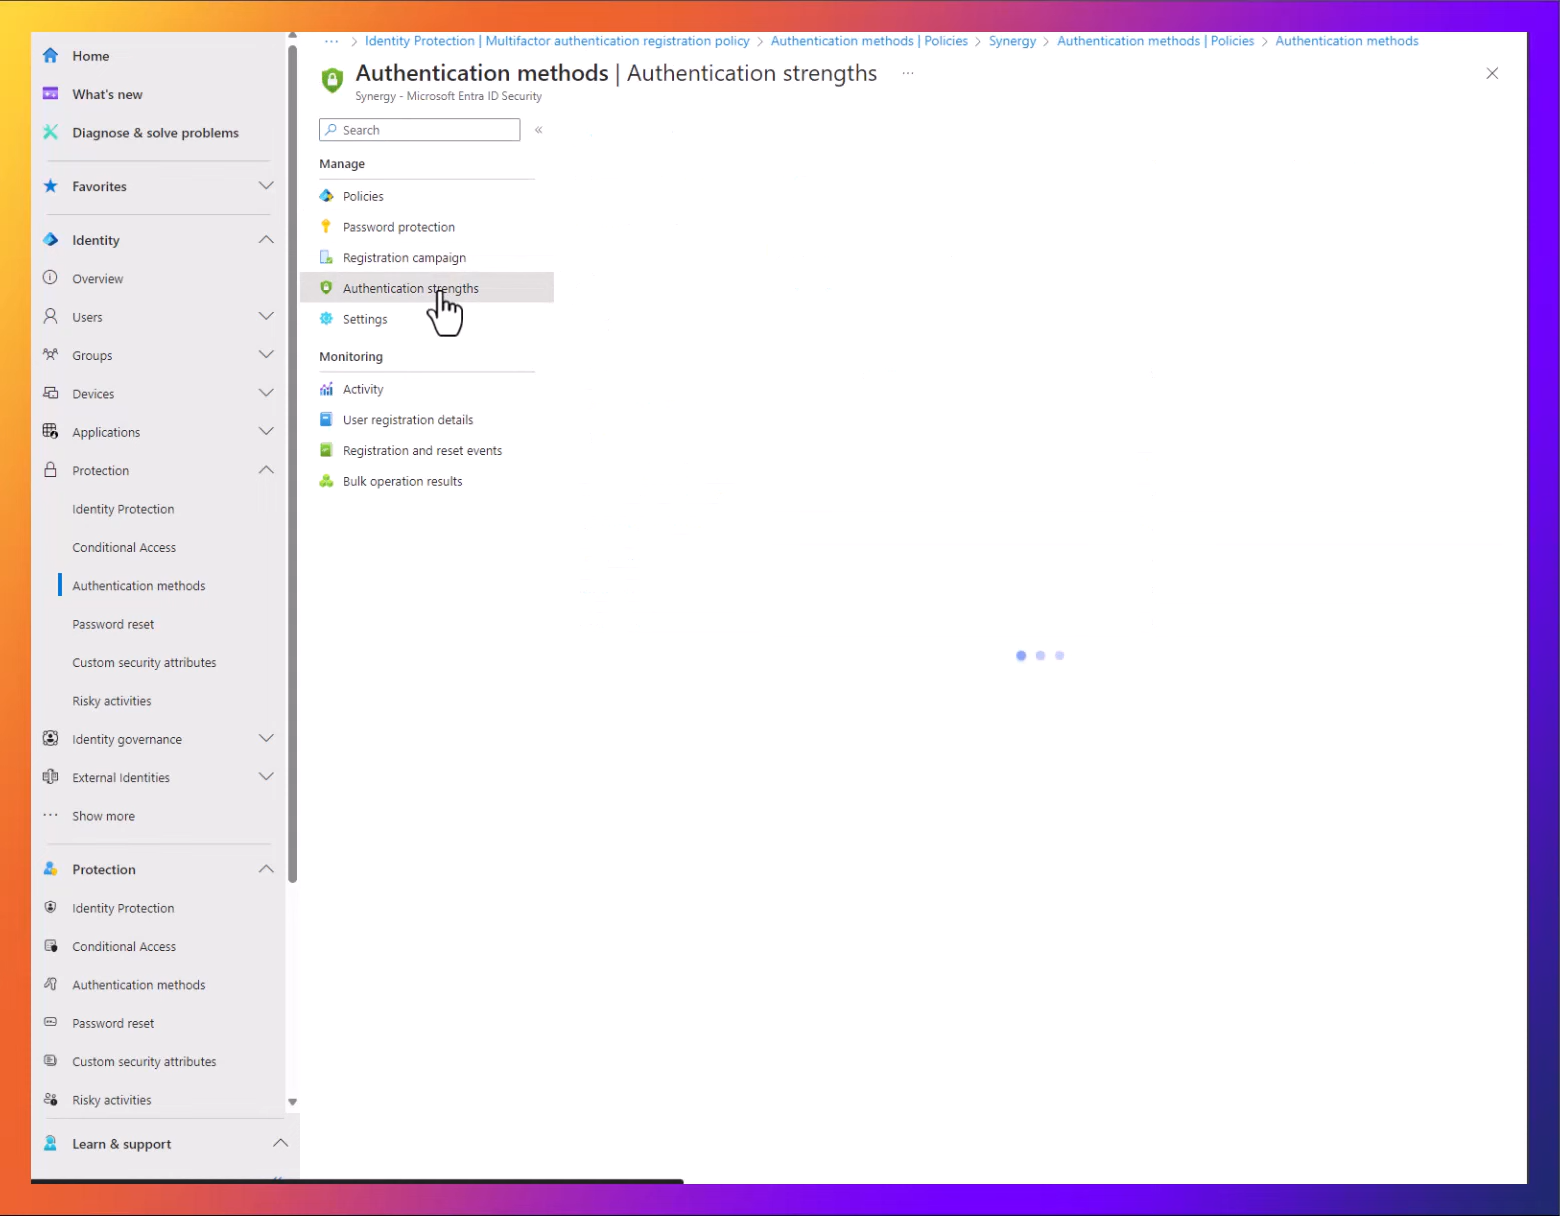 Home
What's new
Diagnose & solve problems
Favorites
Identity
Overview
Users
Groups
Devices
Applications
Protection
Identity Protection
Conditional Access
Authentication methods
Password reset
Custom security attributes
Risky activities
Identity governance
External Identities
··· Show more
Protection
Identity Protection
Conditional Access
Authentication methods
Password reset
Custom security attributes
Risky activities
Learn & support
··· > Identity Protection | Multifactor authentication registration policy > Authentication methods | Policies > Synergy > Authentication methods | Policies > Authentication methods
Authentication methods | Authentication strengths ···
Synergy - Microsoft Entra ID Security
Search «
Manage
Policies
Password protection
Registration campaign
Authentication strengths
Settings
Monitoring
Activity
User registration details
Registration and reset events
Bulk operation results